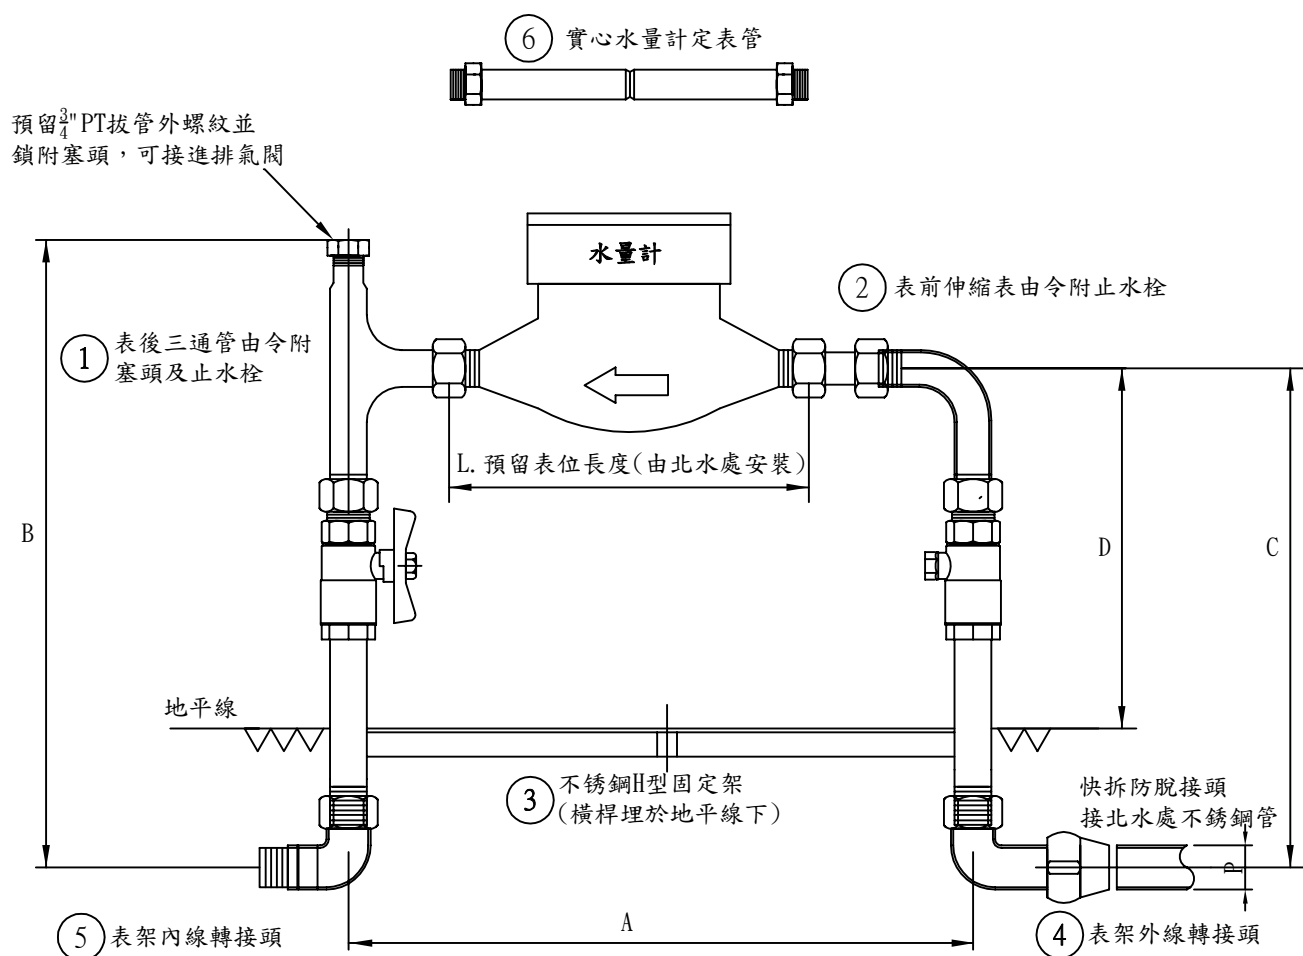 6 實心水量計定表管
預留3/4"PT拔管外螺紋並
鎖附塞頭，可接進排氣閥
水量計
2 表前伸縮表由令附止水栓
1 表後三通管由令附
塞頭及止水栓
L. 預留表位長度(由北水處安裝)
B
D
C
地平線
3 不锈鋼H型固定架
(橫桿埋於地平線下)
快拆防脫接頭
接北水處不銹鋼管
P
A
5 表架內線轉接頭
4 表架外線轉接頭